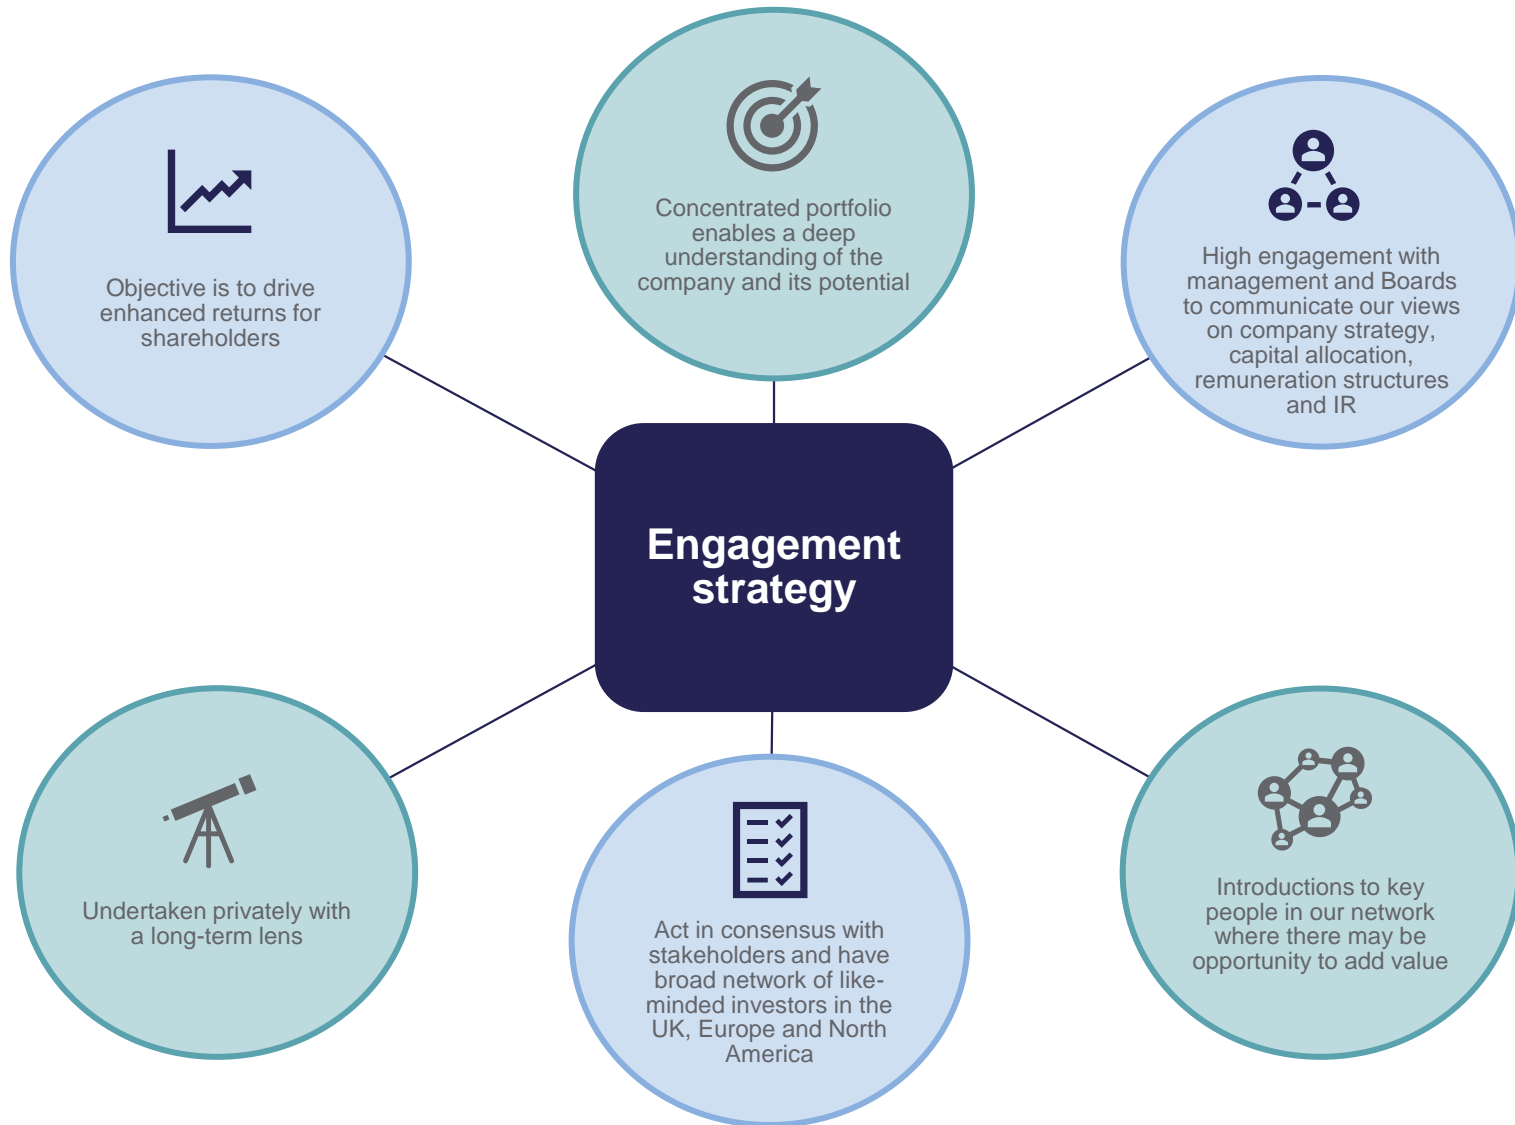 Objective is to drive
enhanced returns for
shareholders
Concentrated portfolio
enables a deep
understanding of the
company and its potential
High engagement with
management and Boards
to communicate our views
on company strategy,
capital allocation,
remuneration structures
and IR
Engagement
strategy
Undertaken privately with
a long-term lens
Act in consensus with
stakeholders and have
broad network of like-
minded investors in the
UK, Europe and North
America
Introductions to key
people in our network
where there may be
opportunity to add value